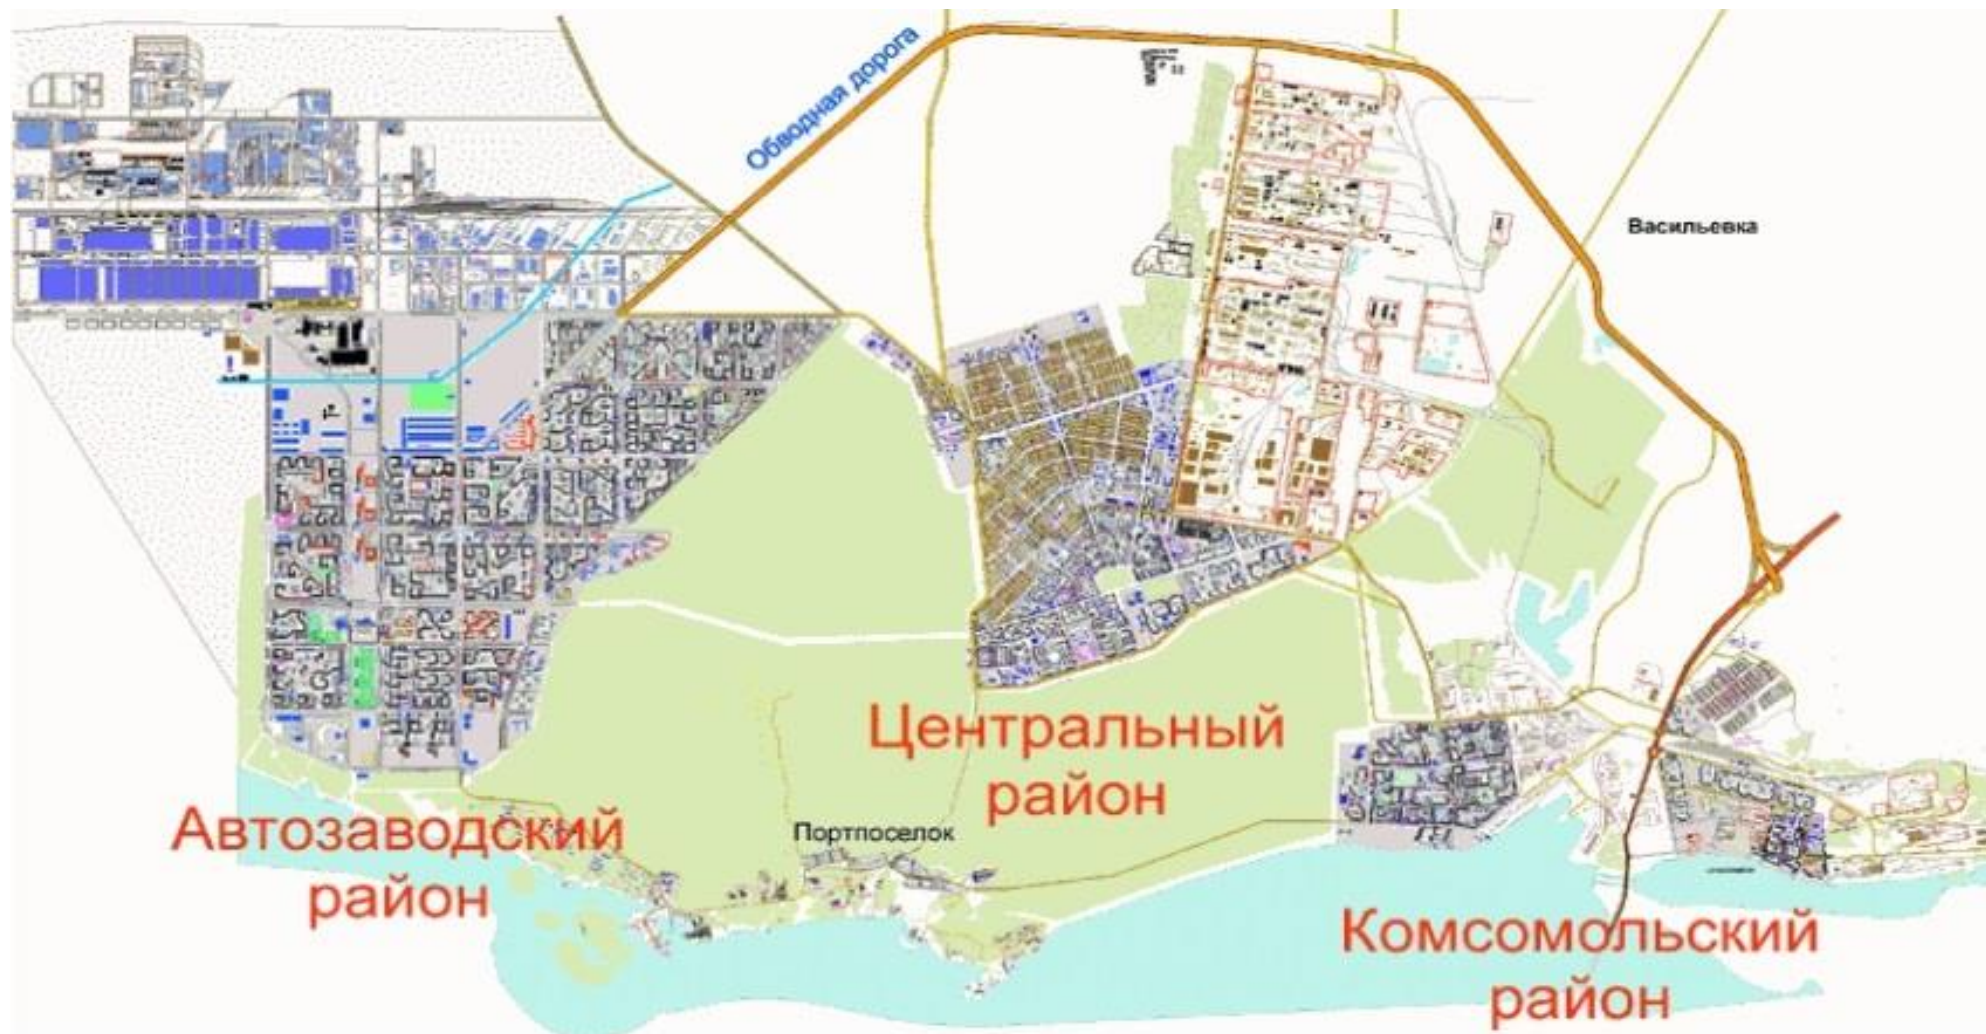 Обводная дорога
Васильевка
Центральный
район
Автозаводский
район
Портпоселок
Комсомольский
район